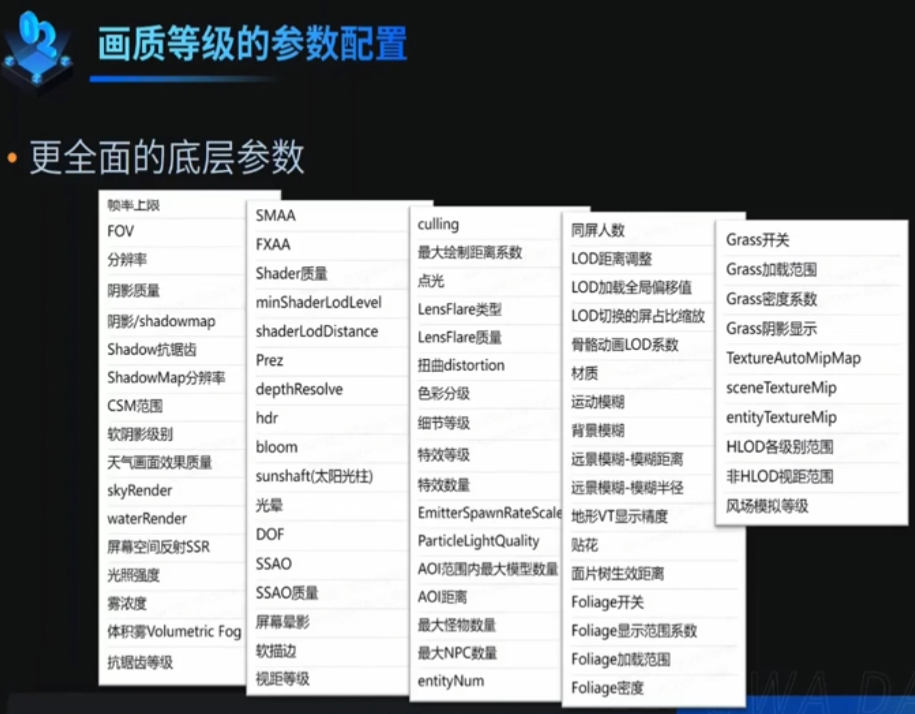 02
画质等级的参数配置
• 更全面的底层参数
帧率上限
FOV
分辨率
阴影质量
阴影/shadowmap
Shadow抗锯齿
ShadowMap分辨率
CSM范围
软阴影级别
天气画面效果质量
skyRender
waterRender
屏幕空间反射SSR
光照强度
雾浓度
体积雾Volumetric Fog
抗锯齿等级
SMAA
FXAA
Shader质量
minShaderLodLevel
shaderLodDistance
Prez
depthResolve
hdr
bloom
sunshaft(太阳光柱)
光晕
DOF
SSAO
SSAO质量
屏幕晕影
软描边
视距等级
culling
最大绘制距离系数
点光
LensFlare类型
LensFlare质量
扭曲distortion
色彩分级
细节等级
特效等级
特效数量
EmitterSpawnRateScale
ParticleLightQuality
AOI范围内最大模型数量
AOI距离
最大怪物数量
最大NPC数量
entityNum
同屏人数
LOD距离调整
LOD加载全局偏移值
LOD切换的屏占比缩放
骨骼动画LOD系数
材质
运动模糊
背景模糊
远景模糊-模糊距离
远景模糊-模糊半径
地形VT显示精度
贴花
面片树生效距离
Foliage开关
Foliage显示范围系数
Foliage加载范围
Foliage密度
Grass开关
Grass加载范围
Grass密度系数
Grass阴影显示
TextureAutoMipMap
sceneTextureMip
entityTextureMip
HLOD各级别范围
非HLOD视距范围
风场模拟等级